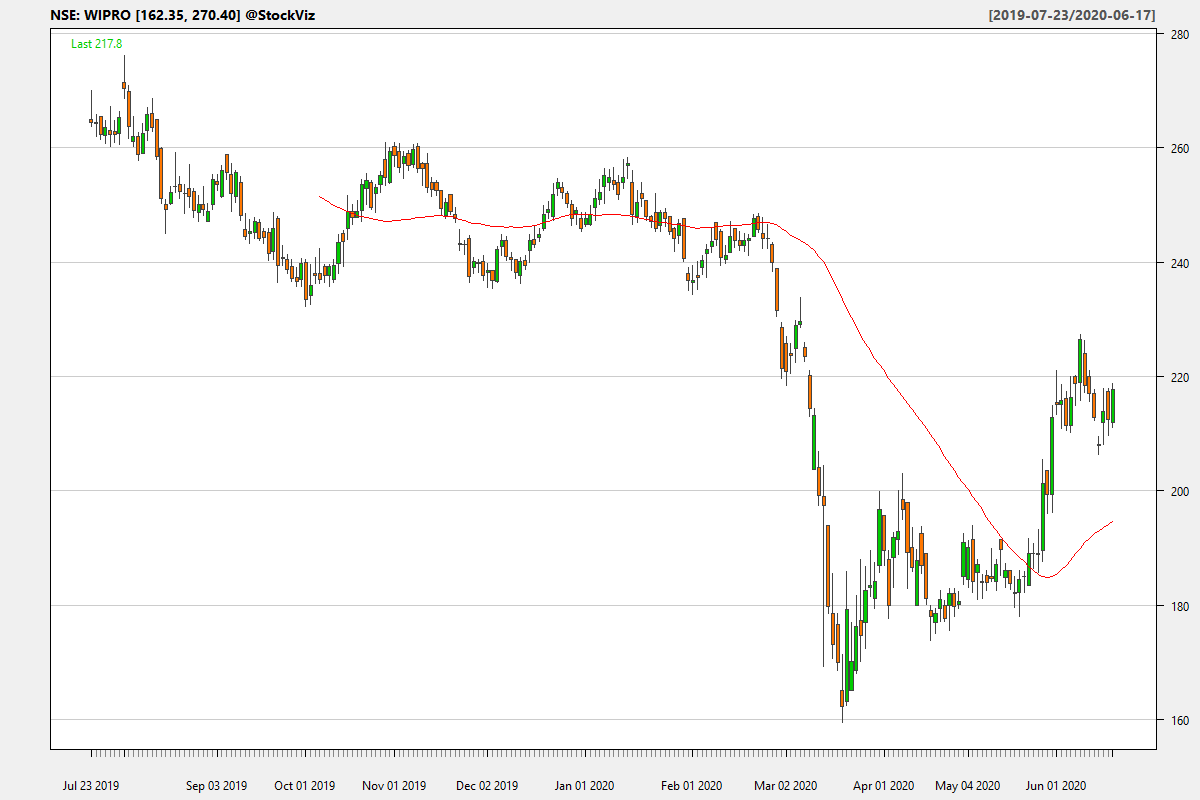 NSE: WIPRO [162.35, 270.40] @StockViz
[2019-07-23/2020-06-17]
Last 217.8
280
260
240
220
200
180
160
Jul 23 2019
Sep 03 2019
Oct 01 2019
Nov 01 2019
Dec 02 2019
Jan 01 2020
Feb 01 2020
Mar 02 2020
Apr 01 2020
May 04 2020
Jun 01 2020